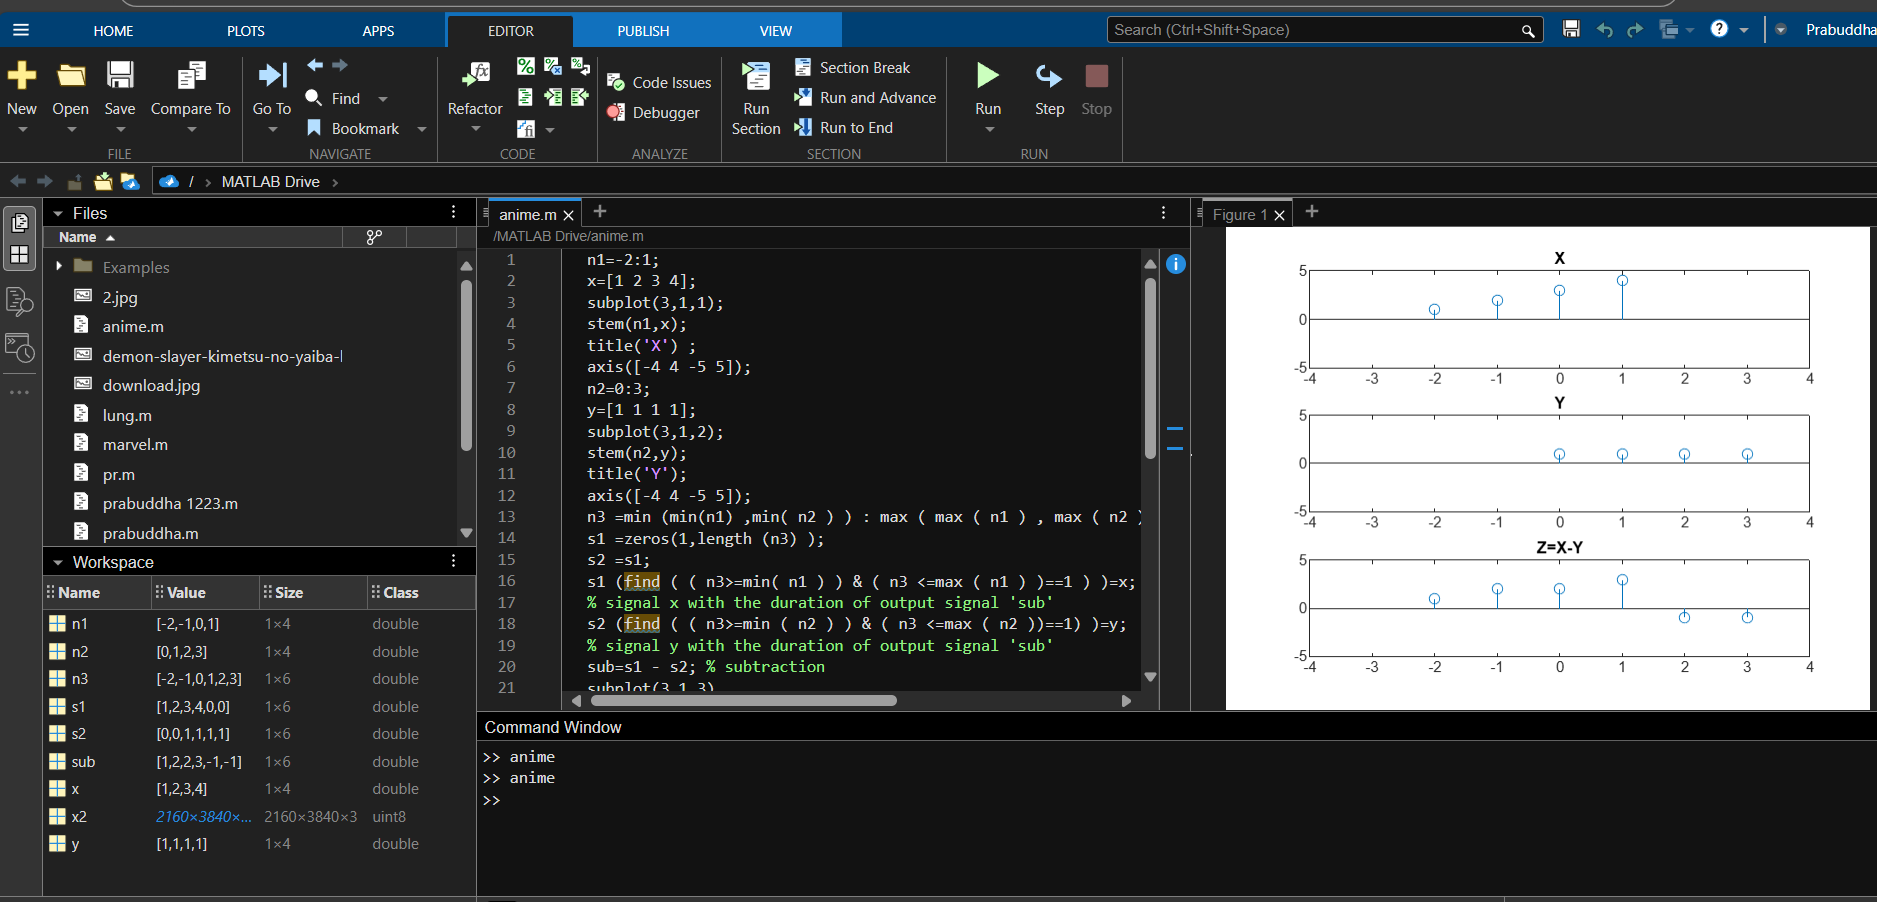 HOME PLOTS APPS EDITOR PUBLISH VIEW Search (Ctrl+Shift+Space) Prabuddha
New Open Save Compare To
FILE
Go To Find Bookmark
NAVIGATE
Refactor
CODE
Code Issues
Debugger
ANALYZE
Run Section
Section Break
Run and Advance
Run to End
SECTION
Run Step Stop
RUN
/ › MATLAB Drive ›
Files
Name
Examples
2.jpg
anime.m
demon-slayer-kimetsu-no-yaiba-l
download.jpg
lung.m
marvel.m
pr.m
prabuddha 1223.m
prabuddha.m
Workspace
Name Value Size Class
n1 [-2,-1,0,1] 1×4 double
n2 [0,1,2,3] 1×4 double
n3 [-2,-1,0,1,2,3] 1×6 double
s1 [1,2,3,4,0,0] 1×6 double
s2 [0,0,1,1,1,1] 1×6 double
sub [1,2,2,3,-1,-1] 1×6 double
x [1,2,3,4] 1×4 double
x2 2160×3840×... 2160×3840×3 uint8
y [1,1,1,1] 1×4 double
anime.m
/MATLAB Drive/anime.m
1 n1=-2:1;
2 x=[1 2 3 4];
3 subplot(3,1,1);
4 stem(n1,x);
5 title('X') ;
6 axis([-4 4 -5 5]);
7 n2=0:3;
8 y=[1 1 1 1];
9 subplot(3,1,2);
10 stem(n2,y);
11 title('Y');
12 axis([-4 4 -5 5]);
13 n3 =min (min(n1) ,min( n2 ) ) : max ( max ( n1 ) , max ( n2 )
14 s1 =zeros(1,length (n3) );
15 s2 =s1;
16 s1 (find ( ( n3>=min( n1 ) ) & ( n3 <=max ( n1 ) )==1 ) )=x;
17 % signal x with the duration of output signal 'sub'
18 s2 (find ( ( n3>=min ( n2 ) ) & ( n3 <=max ( n2 ))==1) )=y;
19 % signal y with the duration of output signal 'sub'
20 sub=s1 - s2; % subtraction
21 subplot(3,1,3)
Command Window
>> anime
>> anime
>>
Figure 1
X
5
0
-5
-4 -3 -2 -1 0 1 2 3 4
Y
5
0
-5
-4 -3 -2 -1 0 1 2 3 4
Z=X-Y
5
0
-5
-4 -3 -2 -1 0 1 2 3 4